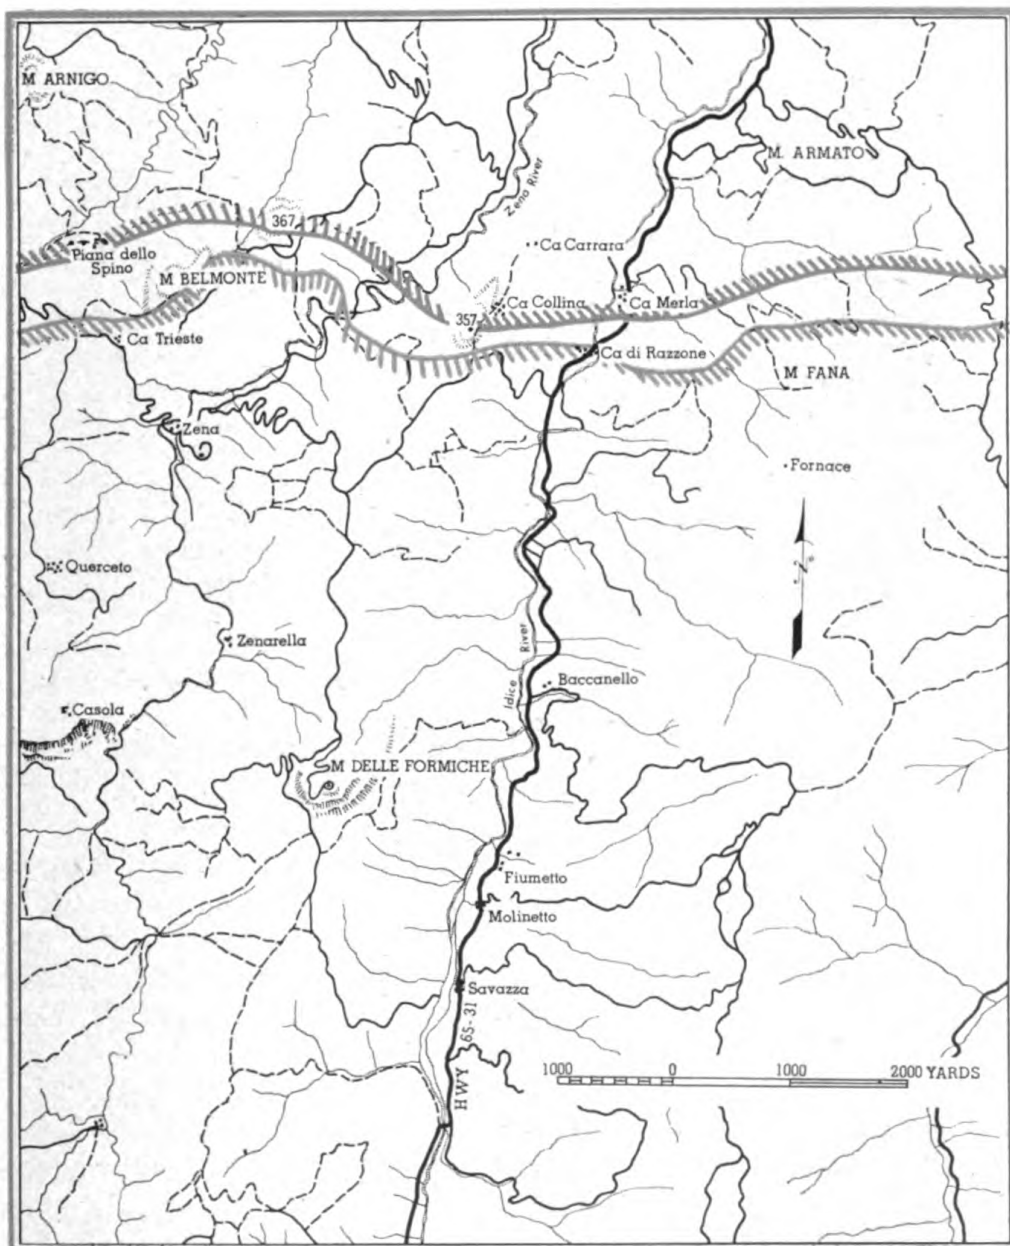 M ARNIGO
M. ARMATO
Zena River
367
Ca Carrara
Piana dello
Spino
M BELMONTE
Ca Collina
Ca Merla
357
Ca Trieste
Ca di Razzone
M FANA
Zena
Fornace
N
Querceto
Zenarella
Idice River
Baccanello
Casola
M DELLE FORMICHE
Fiumetto
Molinetto
Savazza
HWY 65-31
1000 0 1000 2000 YARDS